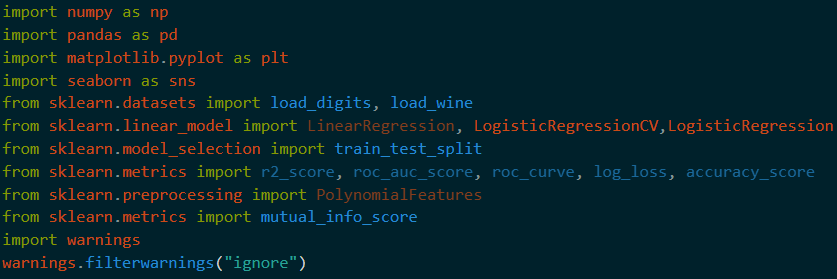 import numpy as np
import pandas as pd
import matplotlib.pyplot as plt
import seaborn as sns
from sklearn.datasets import load_digits, load_wine
from sklearn.linear_model import LinearRegression, LogisticRegressionCV,LogisticRegression
from sklearn.model_selection import train_test_split
from sklearn.metrics import r2_score, roc_auc_score, roc_curve, log_loss, accuracy_score
from sklearn.preprocessing import PolynomialFeatures
from sklearn.metrics import mutual_info_score
import warnings
warnings.filterwarnings("ignore")